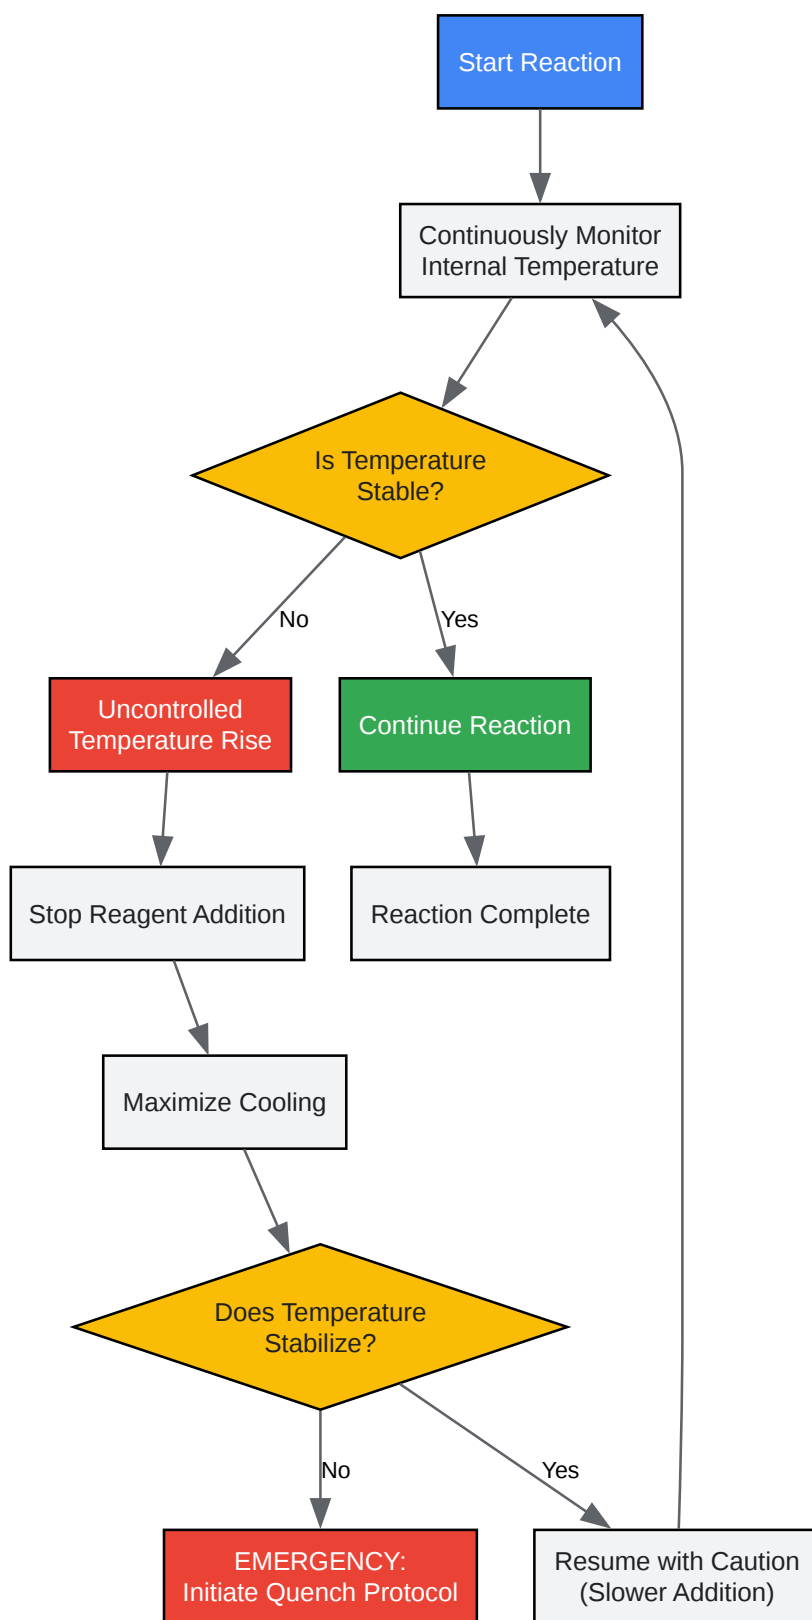 Start Reaction
Continuously Monitor
Internal Temperature
Is Temperature
Stable?
No
Yes
Uncontrolled
Temperature Rise
Continue Reaction
Stop Reagent Addition
Reaction Complete
Maximize Cooling
Does Temperature
Stabilize?
No
Yes
EMERGENCY:
Initiate Quench Protocol
Resume with Caution
(Slower Addition)